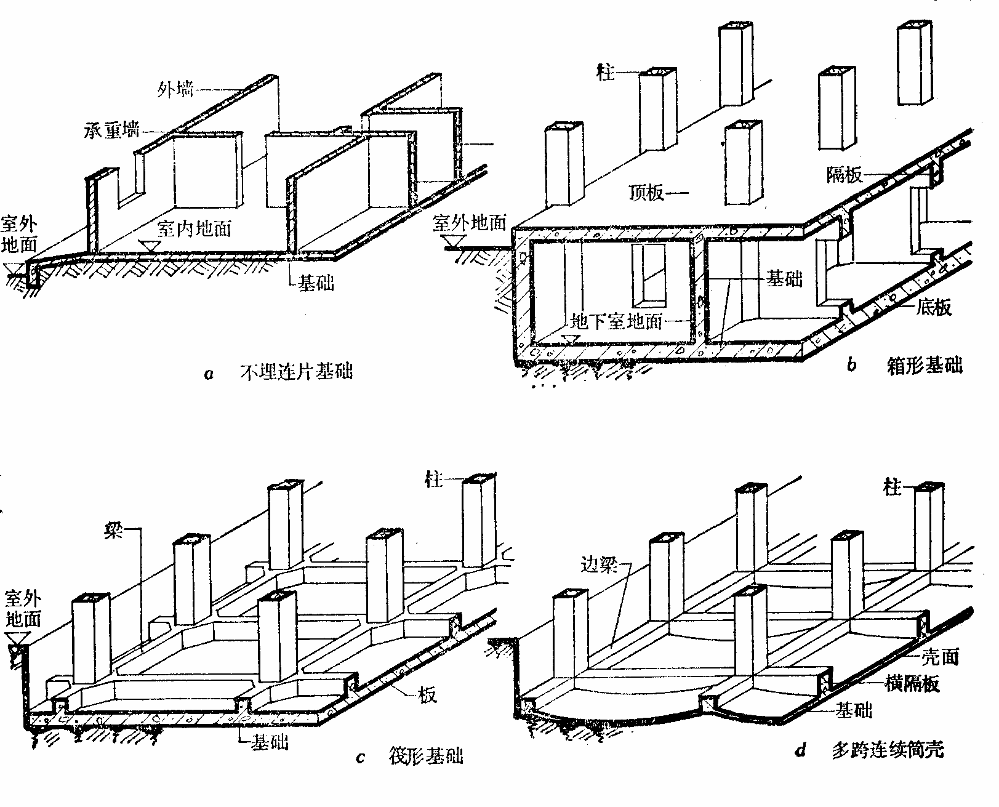 外墙
承重墙
室外
地面
室内地面
基础
a 不埋连片基础
柱
顶板
隔板
室外地面
基础
地下室地面
底板
b 箱形基础
柱
梁
室外
地面
板
基础
c 筏形基础
柱
边梁
壳面
横隔板
基础
d 多跨连续筒壳